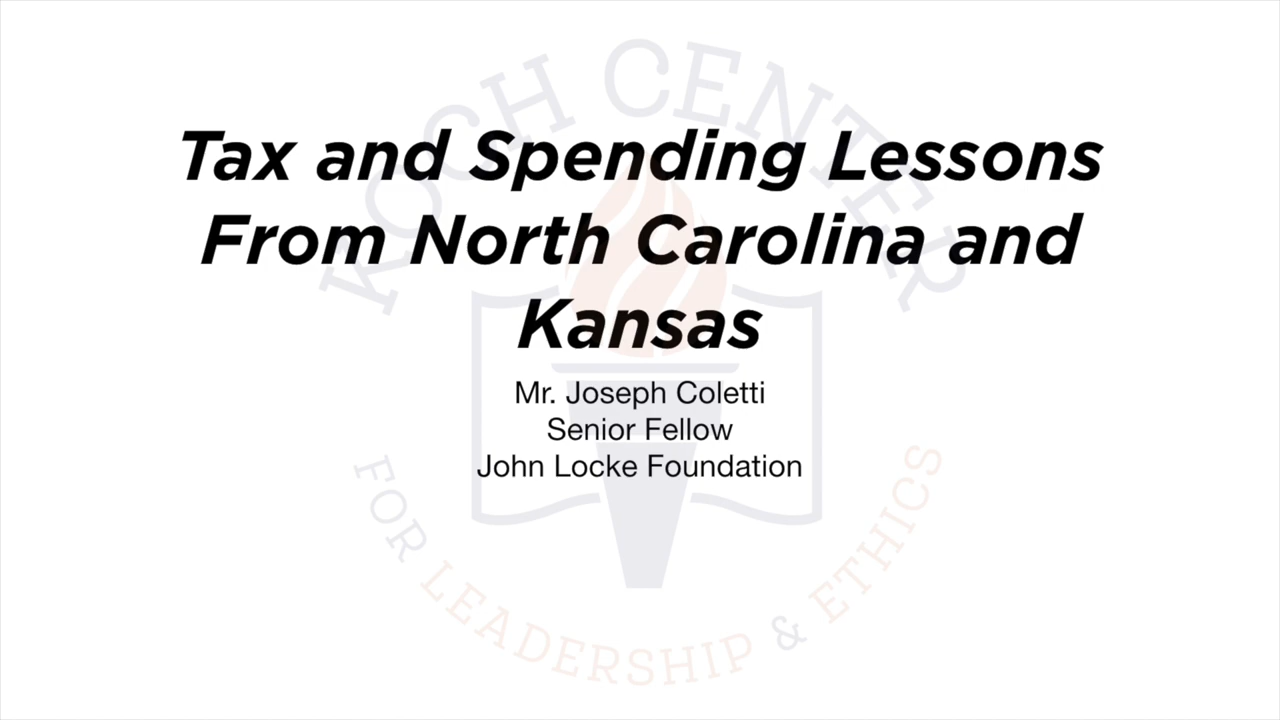 KOCH CENTER
Tax and Spending Lessons
From North Carolina and
Kansas
Mr. Joseph Coletti
Senior Fellow
John Locke Foundation
FOR LEADERSHIP & ETHICS